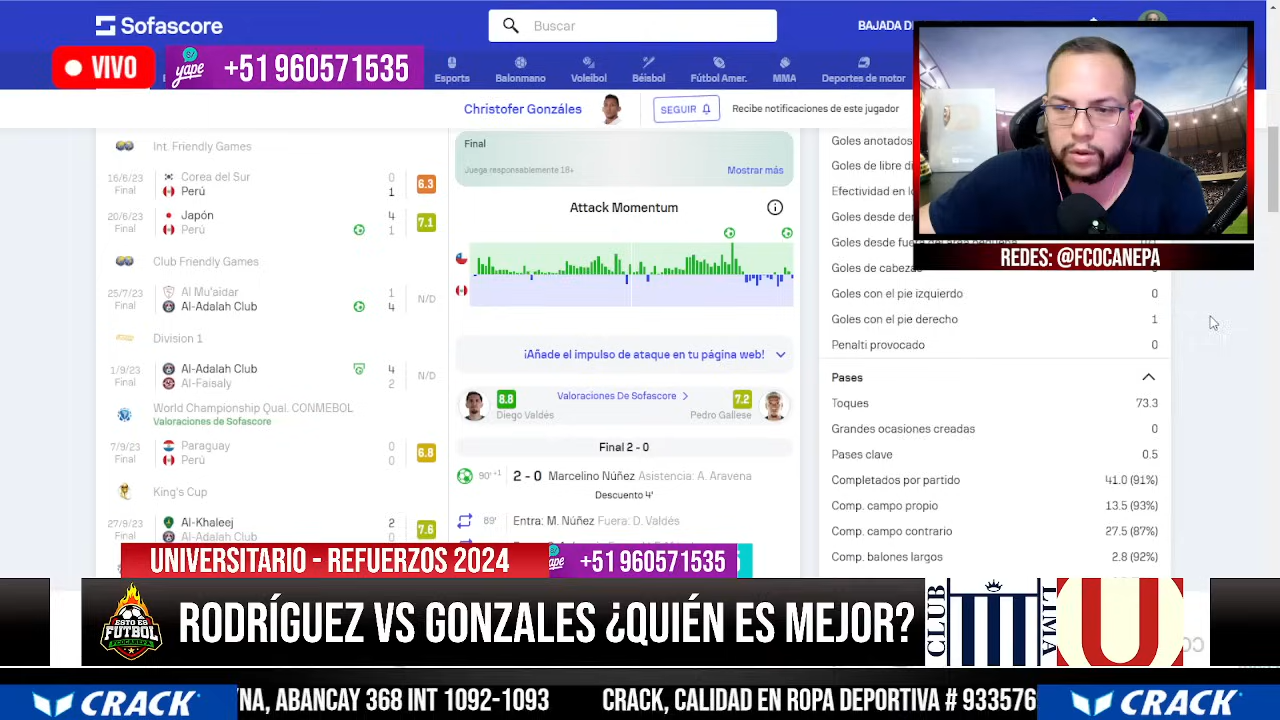 Sofascore
Buscar
VIVO
yape
+51 960571535
Esports
Balonmano
Voleibol
Béisbol
Fútbol Amer.
MMA
Deportes de motor
Christofer Gonzáles
SEGUIR
Recibe notificaciones de este jugador
Int. Friendly Games
16/6/23
Final
Corea del Sur 0
Perú 1
6.3
20/6/23
Final
Japón 4
Perú 1
7.1
Club Friendly Games
25/7/23
Final
Al Mu'aidar 1
Al-Adalah Club 4
N/D
Division 1
1/9/23
Final
Al-Adalah Club 4
Al-Faisaly 2
N/D
World Championship Qual. CONMEBOL
Valoraciones de Sofascore
7/9/23
Final
Paraguay 0
Perú 0
6.8
King's Cup
27/9/23
Final
Al-Khaleej 2
Al-Adalah Club 0
7.6
Final
Juega responsablemente 18+
Mostrar más
Attack Momentum
¡Añade el impulso de ataque en tu página web!
8.8
Diego Valdés
Valoraciones De Sofascore
7.2
Pedro Gallese
Final 2 - 0
90' +1 2 - 0 Marcelino Núñez Asistencia: A. Aravena
Descuento 4'
89' Entra: M. Núñez Fuera: D. Valdés
Goles anotados
Goles de libre
Efectividad en
Goles desde
Goles desde
Goles de cabeza
Goles con el pie izquierdo 0
Goles con el pie derecho 1
Penalti provocado 0
Pases
Toques 73.3
Grandes ocasiones creadas 0
Pases clave 0.5
Completados por partido 41.0 (91%)
Comp. campo propio 13.5 (93%)
Comp. campo contrario 27.5 (87%)
Comp. balones largos 2.8 (92%)
BAJADA
REDES: @FCOCANEPA
UNIVERSITARIO - REFUERZOS 2024
+51 960571535
ESTO ES
FUTBOL
RODRÍGUEZ VS GONZALES ¿QUIÉN ES MEJOR?
CLUB
LIMA
U
CRACK
ABANCAY 368 INT 1092-1093
CRACK, CALIDAD EN ROPA DEPORTIVA # 933576
CRACK